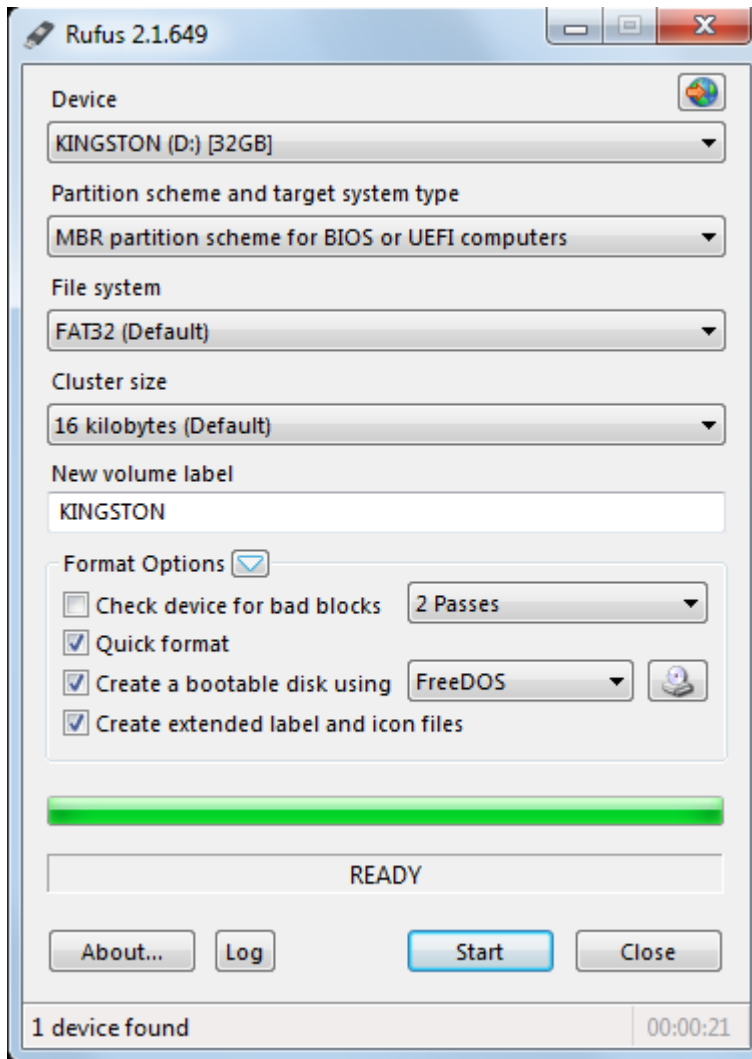 Rufus 2.1.649
Device
KINGSTON (D:) [32GB]
Partition scheme and target system type
MBR partition scheme for BIOS or UEFI computers
File system
FAT32 (Default)
Cluster size
16 kilobytes (Default)
New volume label
KINGSTON
Format Options
Check device for bad blocks 2 Passes
Quick format
Create a bootable disk using FreeDOS
Create extended label and icon files
READY
About... Log Start Close
1 device found 00:00:21